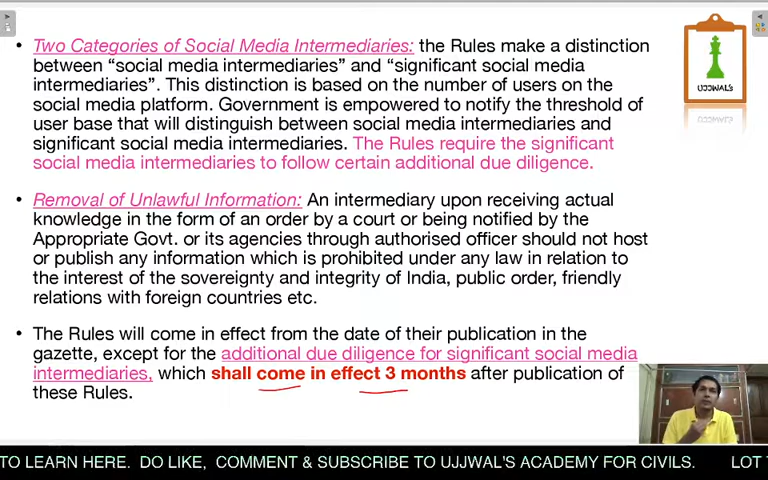 • Two Categories of Social Media Intermediaries: the Rules make a distinction
between “social media intermediaries” and “significant social media
intermediaries”. This distinction is based on the number of users on the
social media platform. Government is empowered to notify the threshold of
user base that will distinguish between social media intermediaries and
significant social media intermediaries. The Rules require the significant
social media intermediaries to follow certain additional due diligence.
• Removal of Unlawful Information: An intermediary upon receiving actual
knowledge in the form of an order by a court or being notified by the
Appropriate Govt. or its agencies through authorised officer should not host
or publish any information which is prohibited under any law in relation to
the interest of the sovereignty and integrity of India, public order, friendly
relations with foreign countries etc.
• The Rules will come in effect from the date of their publication in the
gazette, except for the additional due diligence for significant social media
intermediaries, which shall come in effect 3 months after publication of
these Rules.
UJJWAL'S
TO LEARN HERE. DO LIKE, COMMENT & SUBSCRIBE TO UJJWAL'S ACADEMY FOR CIVILS. LOT